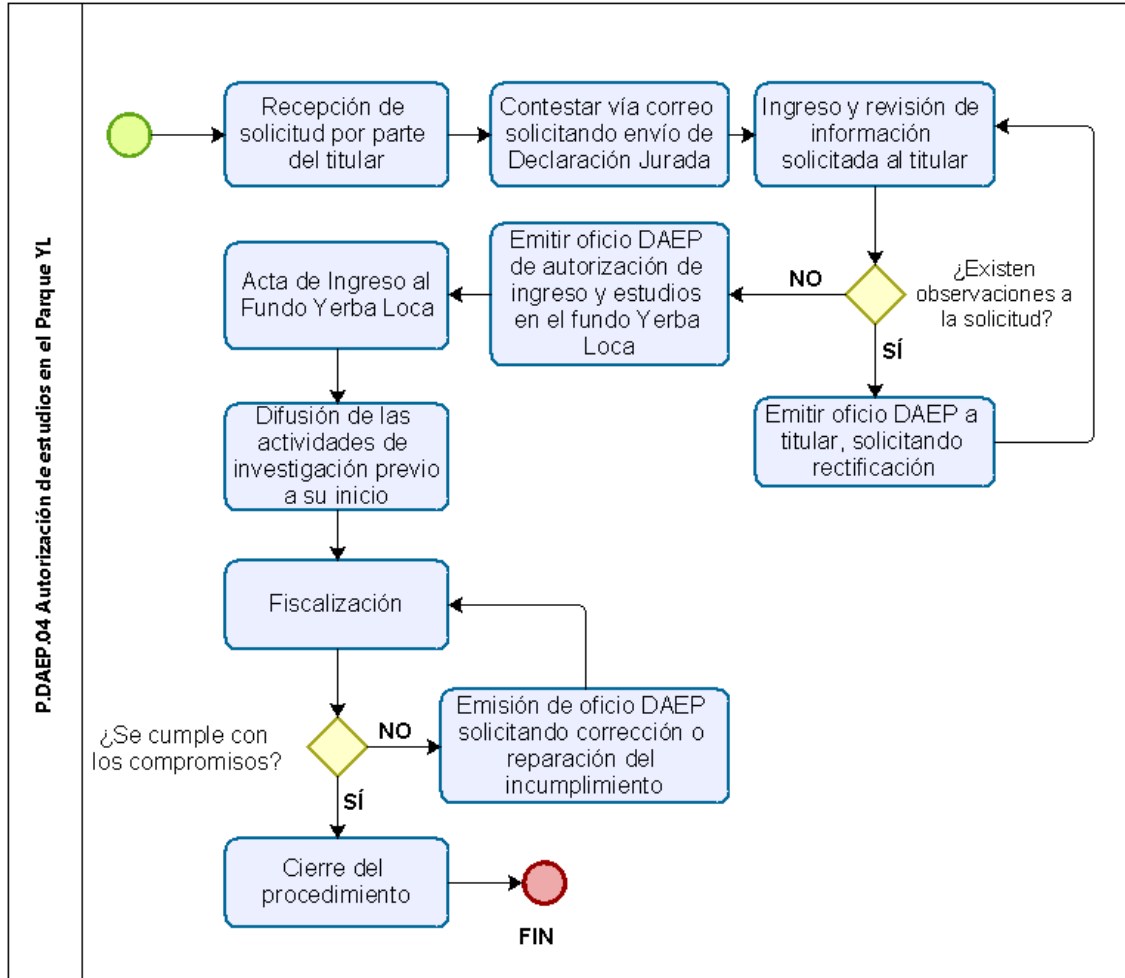 P.DAEP.04 Autorización de estudios en el Parque YL
Recepción de
solicitud por parte
del titular
Contestar vía correo
solicitando envío de
Declaración Jurada
Ingreso y revisión de
información
solicitada al titular
¿Existen
observaciones a
la solicitud?
NO
SÍ
Emitir oficio DAEP
de autorización de
ingreso y estudios
en el fundo Yerba
Loca
Emitir oficio DAEP a
titular, solicitando
rectificación
Acta de Ingreso al
Fundo Yerba Loca
Difusión de las
actividades de
investigación previo
a su inicio
Fiscalización
¿Se cumple con
los compromisos?
NO
SÍ
Emisión de oficio DAEP
solicitando corrección o
reparación del
incumplimiento
Cierre del
procedimiento
FIN